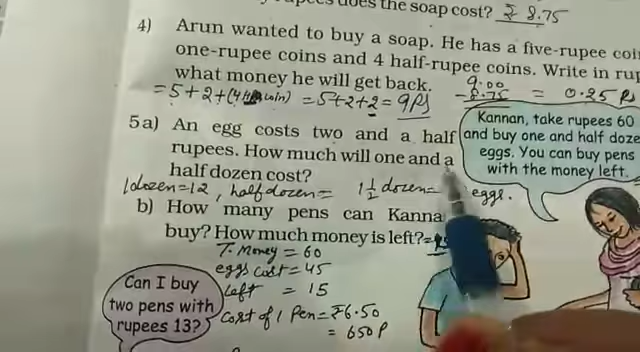 does the soap cost? ₹ 8.75
4) Arun wanted to buy a soap. He has a five-rupee coi
one-rupee coins and 4 half-rupee coins. Write in rup
what money he will get back.
9.00
- 8.75 = 0.25 Ps
=5+2+(4 coin) = 5+2+2 = 9Ps
5a) An egg costs two and a half
rupees. How much will one and a
half dozen cost?
Kannan, take rupees 60
and buy one and half doze
eggs. You can buy pens
with the money left.
1 dozen=12, half dozen= 1½ dozen= eggs.
b) How many pens can Kanna
buy? How much money is left?=
T. Money = 60
eggs cost = 45
left = 15
Cost of 1 Pen = ₹6.50
= 650 P
Can I buy
two pens with
rupees 13?